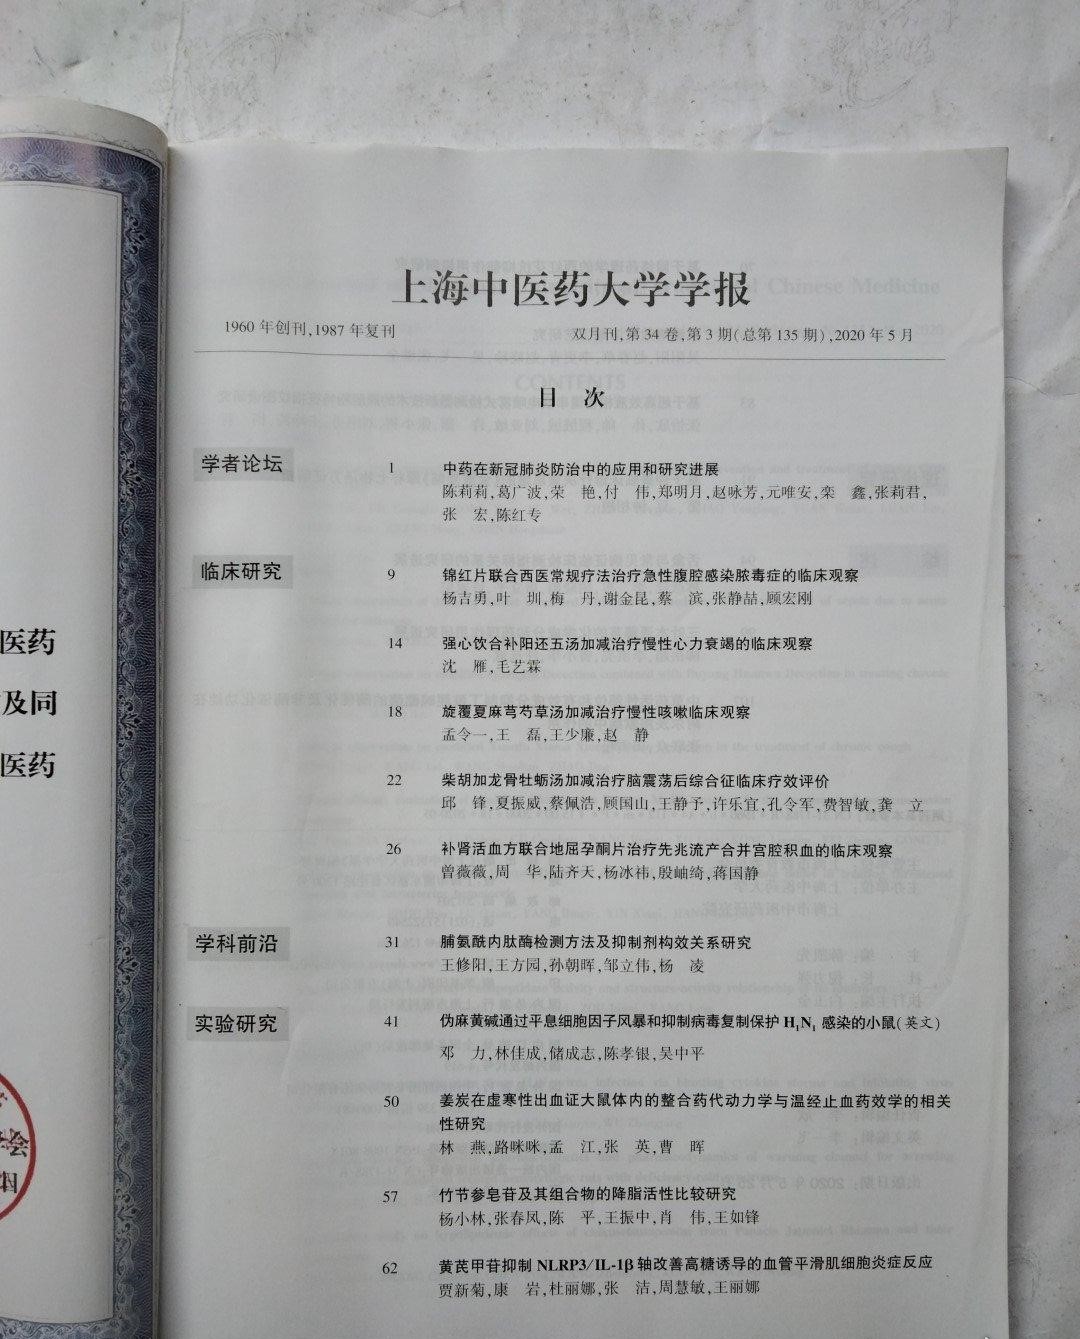 医药
及同
医药
会
上海中医药大学学报
1960年创刊,1987年复刊
双月刊,第34卷,第3期(总第135期),2020年5月
目 次
学者论坛
1 中药在新冠肺炎防治中的应用和研究进展
陈莉莉,葛广波,荣 艳,付 伟,郑明月,赵咏芳,元唯安,栾 鑫,张莉君,
张 宏,陈红专
临床研究
9 锦红片联合西医常规疗法治疗急性腹腔感染脓毒症的临床观察
杨吉勇,叶 圳,梅 丹,谢金昆,蔡 滨,张静喆,顾宏刚
14 强心饮合补阳还五汤加减治疗慢性心力衰竭的临床观察
沈 雁,毛艺霖
18 旋覆夏麻芎芍草汤加减治疗慢性咳嗽临床观察
孟令一,王 磊,王少廉,赵 静
22 柴胡加龙骨牡蛎汤加减治疗脑震荡后综合征临床疗效评价
邱 锋,夏振威,蔡佩浩,顾国山,王静予,许乐宜,孔令军,费智敏,龚 立
26 补肾活血方联合地屈孕酮片治疗先兆流产合并宫腔积血的临床观察
曾薇薇,周 华,陆齐天,杨冰祎,殷岫绮,蒋国静
学科前沿
31 脯氨酰内肽酶检测方法及抑制剂构效关系研究
王修阳,王方园,孙朝晖,邹立伟,杨 凌
实验研究
41 伪麻黄碱通过平息细胞因子风暴和抑制病毒复制保护H₁N₁感染的小鼠(英文)
邓 力,林佳成,储成志,陈孝银,吴中平
50 姜炭在虚寒性出血证大鼠体内的整合药代动力学与温经止血药效学的相关
性研究
林 燕,路咪咪,孟 江,张 英,曹 晖
57 竹节参皂苷及其组合物的降脂活性比较研究
杨小林,张春凤,陈 平,王振中,肖 伟,王如锋
62 黄芪甲苷抑制NLRP3/IL-1β轴改善高糖诱导的血管平滑肌细胞炎症反应
贾新菊,康 岩,杜丽娜,张 洁,周慧敏,王丽娜